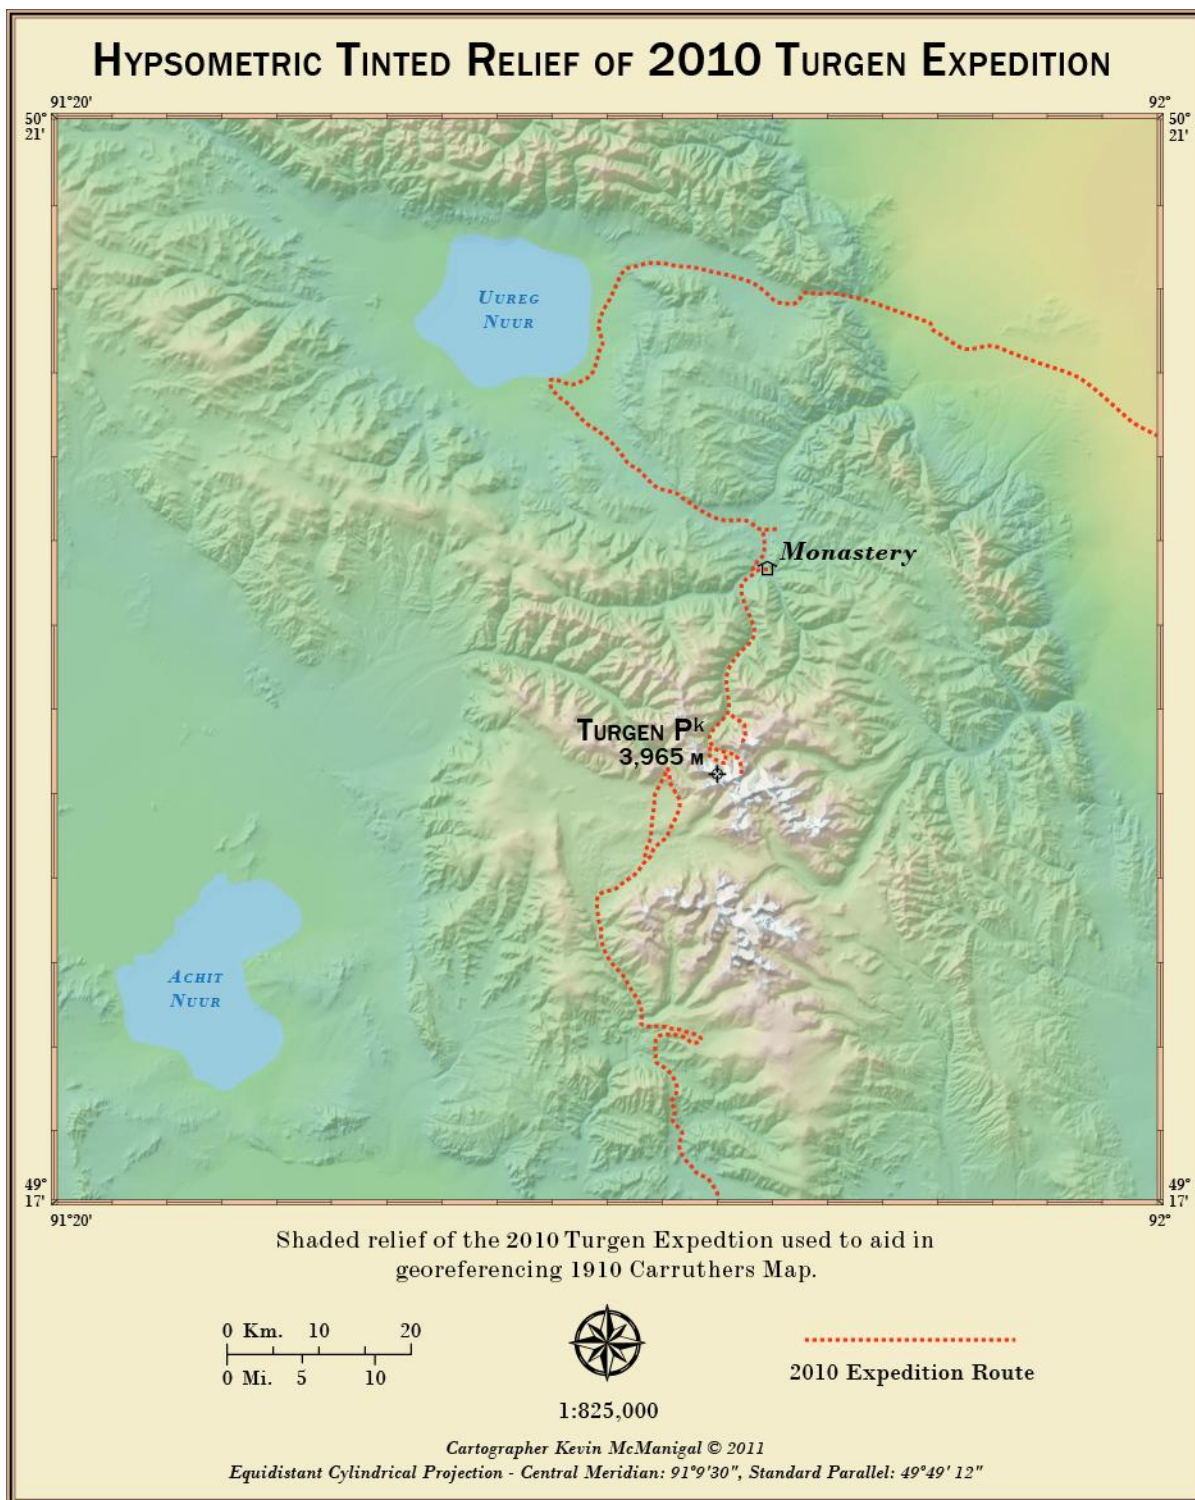 Hypsometric Tinted Relief of 2010 Turgen Expedition
91°20' 92°
50° 21' 50° 21'
Uureg
Nuur
Monastery
Turgen Pk
3,965 m
Achit
Nuur
49° 17' 49° 17'
91°20' 92°
Shaded relief of the 2010 Turgen Expedtion used to aid in
georeferencing 1910 Carruthers Map.
0 Km. 10 20
0 Mi. 5 10
1:825,000
2010 Expedition Route
Cartographer Kevin McManigal © 2011
Equidistant Cylindrical Projection - Central Meridian: 91°9'30", Standard Parallel: 49°49' 12"